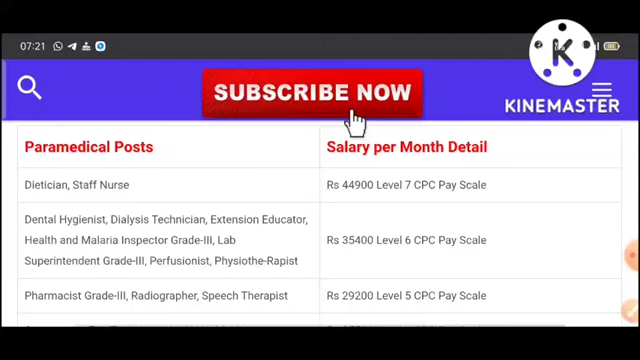 07:21
SUBSCRIBE NOW
K
KINEMASTER
Paramedical Posts
Salary per Month Detail
Dietician, Staff Nurse
Rs 44900 Level 7 CPC Pay Scale
Dental Hygienist, Dialysis Technician, Extension Educator,
Health and Malaria Inspector Grade-III, Lab
Superintendent Grade-III, Perfusionist, Physiothe-Rapist
Rs 35400 Level 6 CPC Pay Scale
Pharmacist Grade-III, Radiographer, Speech Therapist
Rs 29200 Level 5 CPC Pay Scale